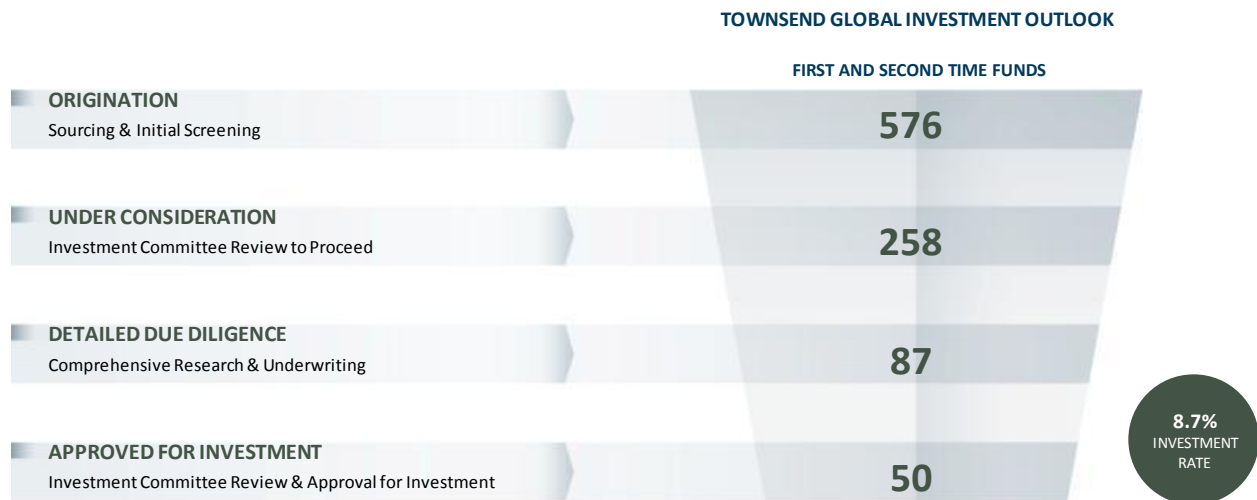 TOWNSEND GLOBAL INVESTMENT OUTLOOK
FIRST AND SECOND TIME FUNDS
ORIGINATION
Sourcing & Initial Screening
576
UNDER CONSIDERATION
Investment Committee Review to Proceed
258
DETAILED DUE DILIGENCE
Comprehensive Research & Underwriting
87
APPROVED FOR INVESTMENT
Investment Committee Review & Approval for Investment
50
8.7%
INVESTMENT
RATE